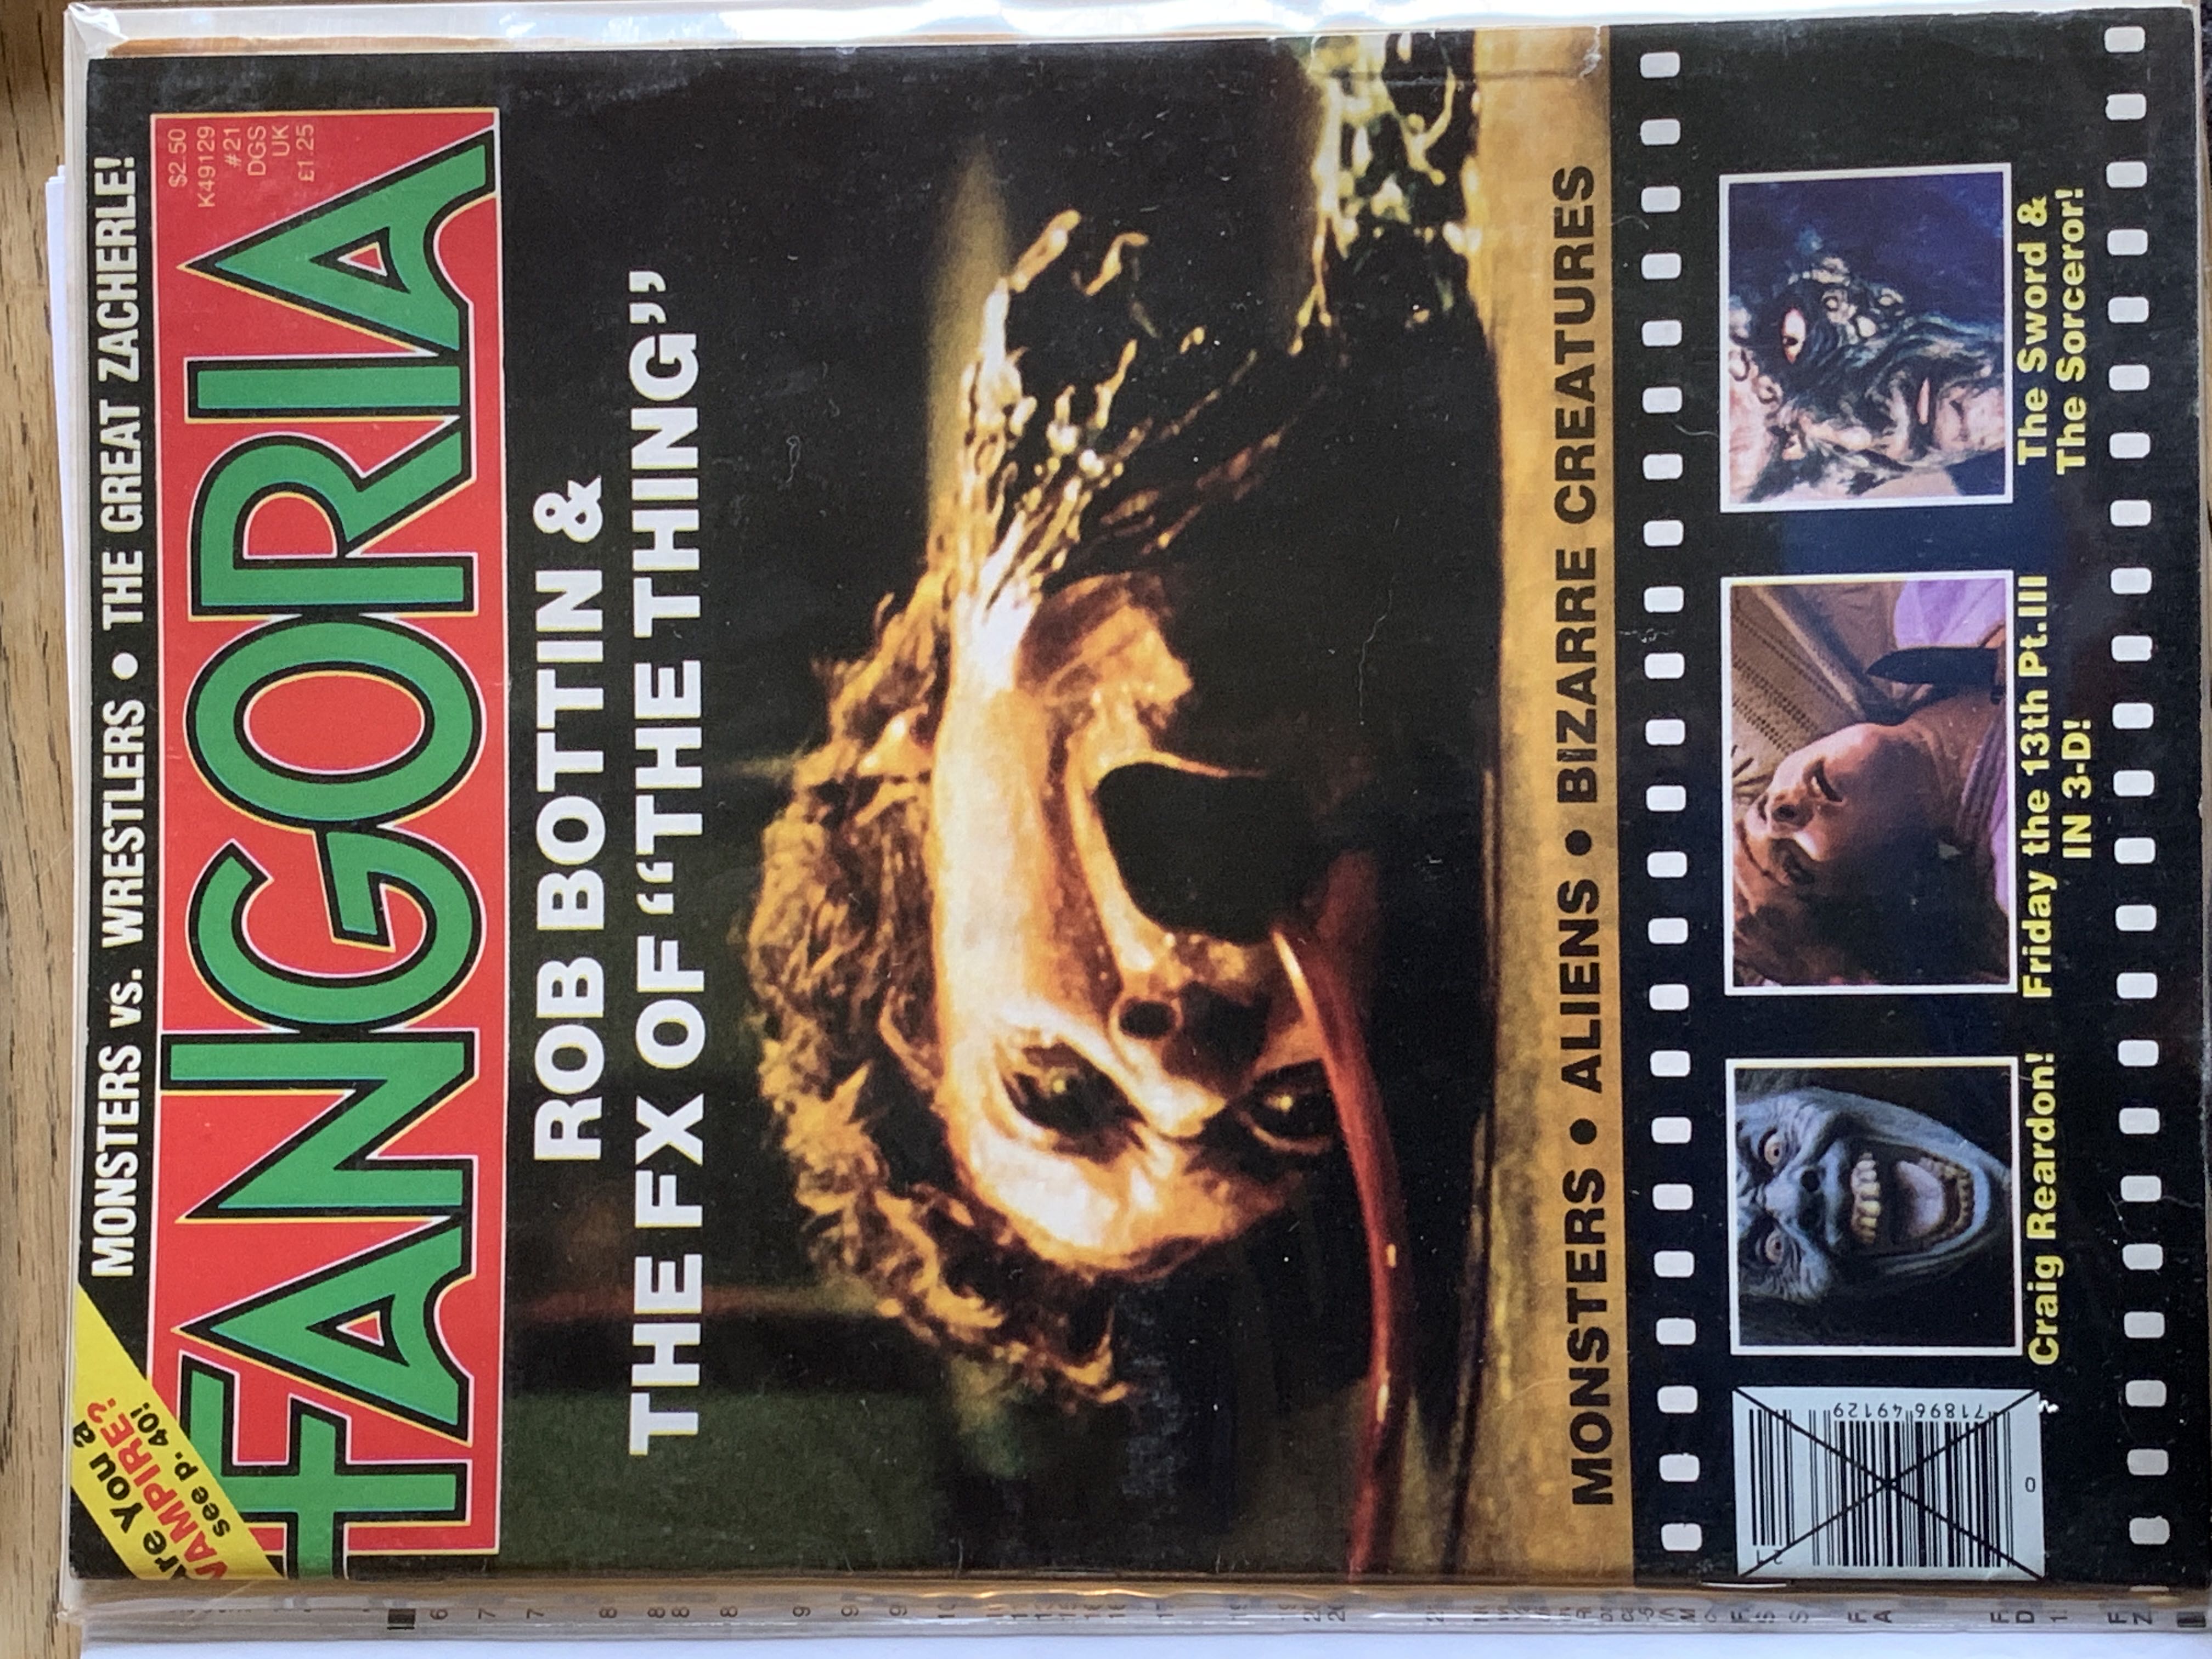 Are You a
VAMPIRE?
see p. 40!
MONSTERS vs. WRESTLERS • THE GREAT ZACHERLE!
FANGORIA
$2.50
K49129
#21
DGS
UK
£1.25
ROB BOTTIN &
THE FX OF “THE THING”
MONSTERS • ALIENS • BIZARRE CREATURES
21
71896 49129
0
Craig Reardon!
Friday the 13th Pt.III
IN 3-D!
The Sword &
The Sorceror!